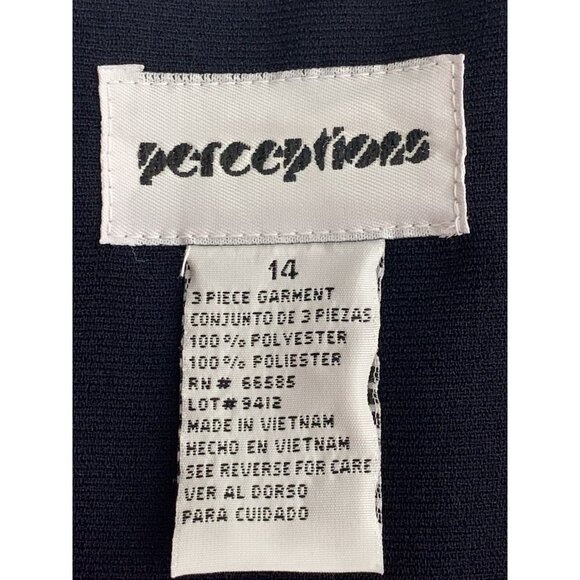 perceptions
14
3 PIECE GARMENT
CONJUNTO DE 3 PIEZAS
100% POLYESTER
100% POLIESTER
RN# 66585
LOT# 9412
MADE IN VIETNAM
HECHO EN VIETNAM
SEE REVERSE FOR CARE
VER AL DORSO
PARA CUIDADO